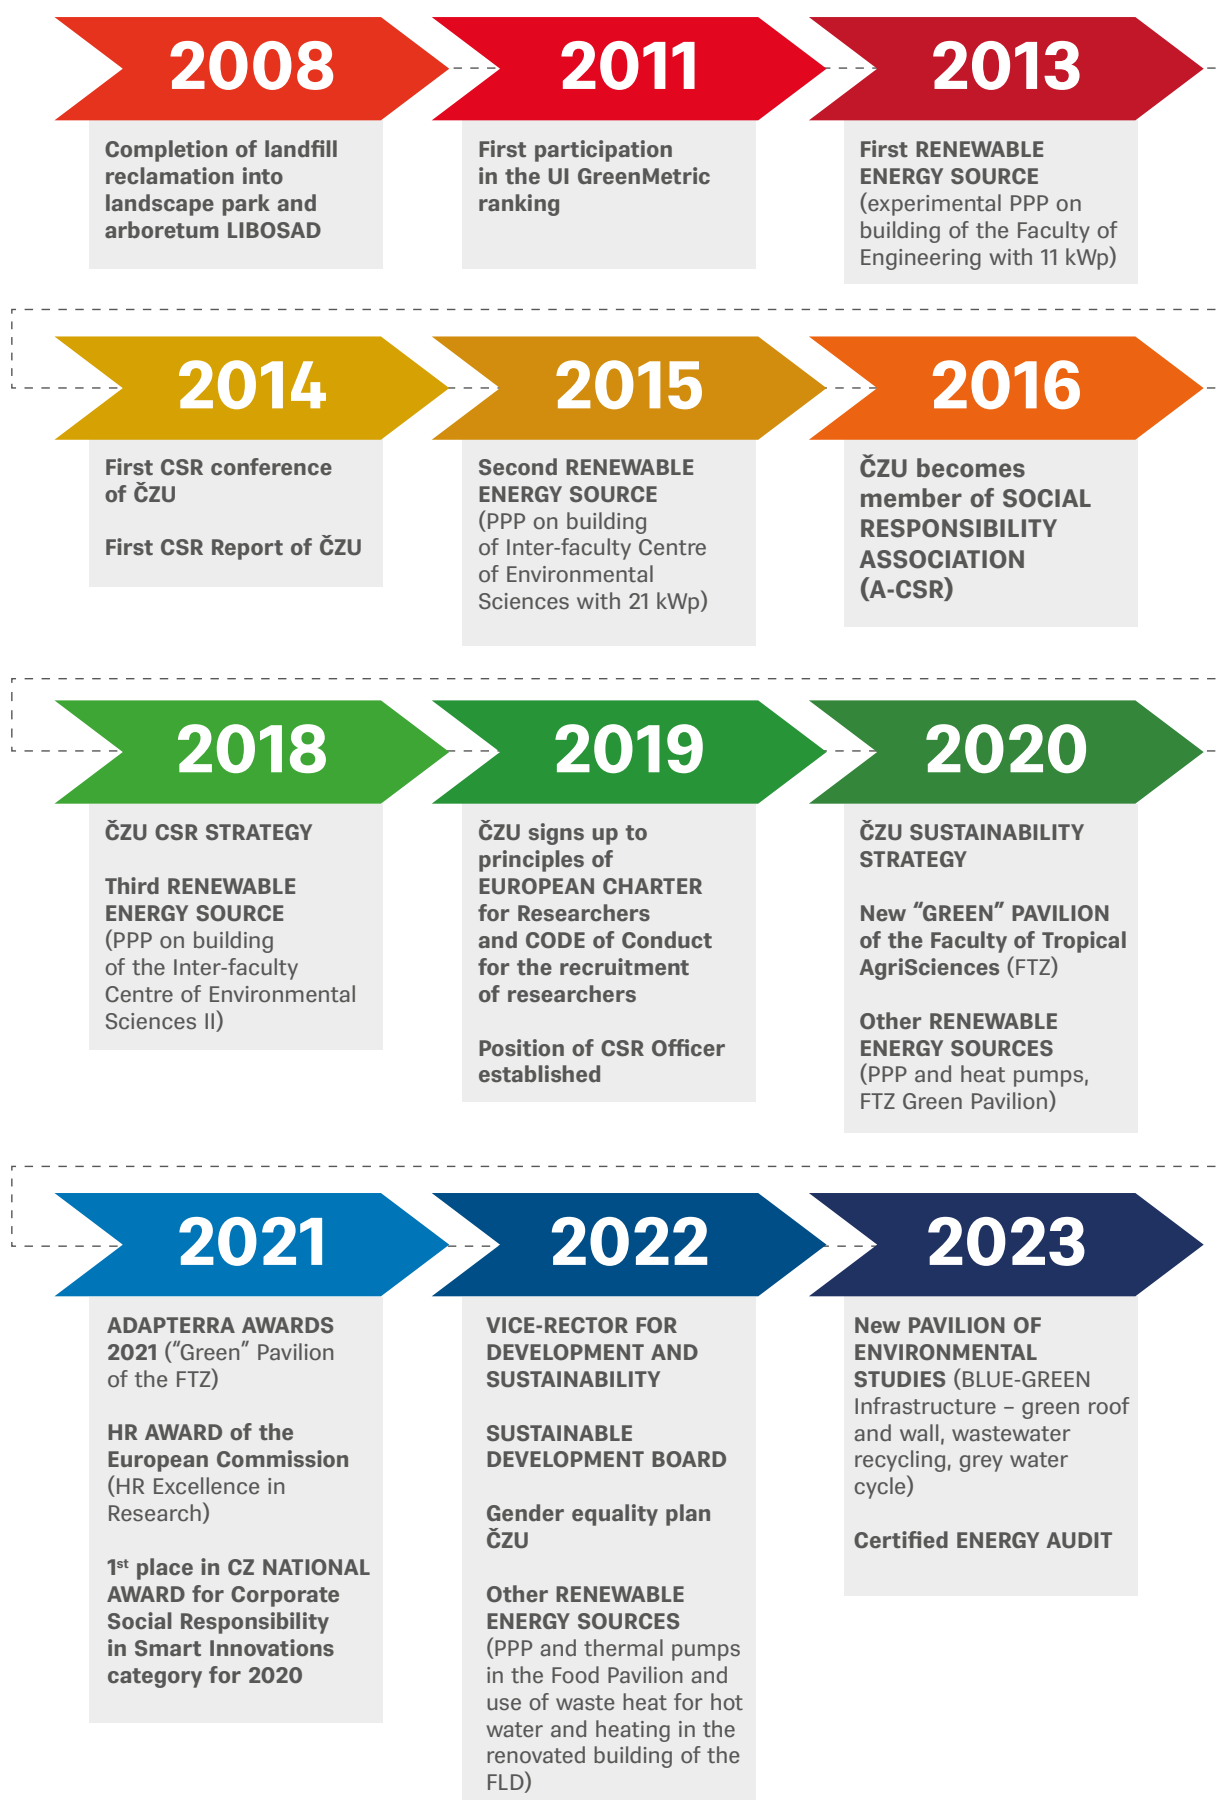 2008
Completion of landfill
reclamation into
landscape park and
arboretum LIBOSAD
2011
First participation
in the UI GreenMetric
ranking
2013
First RENEWABLE
ENERGY SOURCE
(experimental PPP on
building of the Faculty of
Engineering with 11 kWp)
2014
First CSR conference
of ČZU
First CSR Report of ČZU
2015
Second RENEWABLE
ENERGY SOURCE
(PPP on building
of Inter-faculty Centre
of Environmental
Sciences with 21 kWp)
2016
ČZU becomes
member of SOCIAL
RESPONSIBILITY
ASSOCIATION
(A-CSR)
2018
ČZU CSR STRATEGY
Third RENEWABLE
ENERGY SOURCE
(PPP on building
of the Inter-faculty
Centre of Environmental
Sciences II)
2019
ČZU signs up to
principles of
EUROPEAN CHARTER
for Researchers
and CODE of Conduct
for the recruitment
of researchers
Position of CSR Officer
established
2020
ČZU SUSTAINABILITY
STRATEGY
New “GREEN” PAVILION
of the Faculty of Tropical
AgriSciences (FTZ)
Other RENEWABLE
ENERGY SOURCES
(PPP and heat pumps,
FTZ Green Pavilion)
2021
ADAPTERRA AWARDS
2021 (“Green” Pavilion
of the FTZ)
HR AWARD of the
European Commission
(HR Excellence in
Research)
1st place in CZ NATIONAL
AWARD for Corporate
Social Responsibility
in Smart Innovations
category for 2020
2022
VICE-RECTOR FOR
DEVELOPMENT AND
SUSTAINABILITY
SUSTAINABLE
DEVELOPMENT BOARD
Gender equality plan
ČZU
Other RENEWABLE
ENERGY SOURCES
(PPP and thermal pumps
in the Food Pavilion and
use of waste heat for hot
water and heating in the
renovated building of the
FLD)
2023
New PAVILION OF
ENVIRONMENTAL
STUDIES (BLUE-GREEN
Infrastructure – green roof
and wall, wastewater
recycling, grey water
cycle)
Certified ENERGY AUDIT